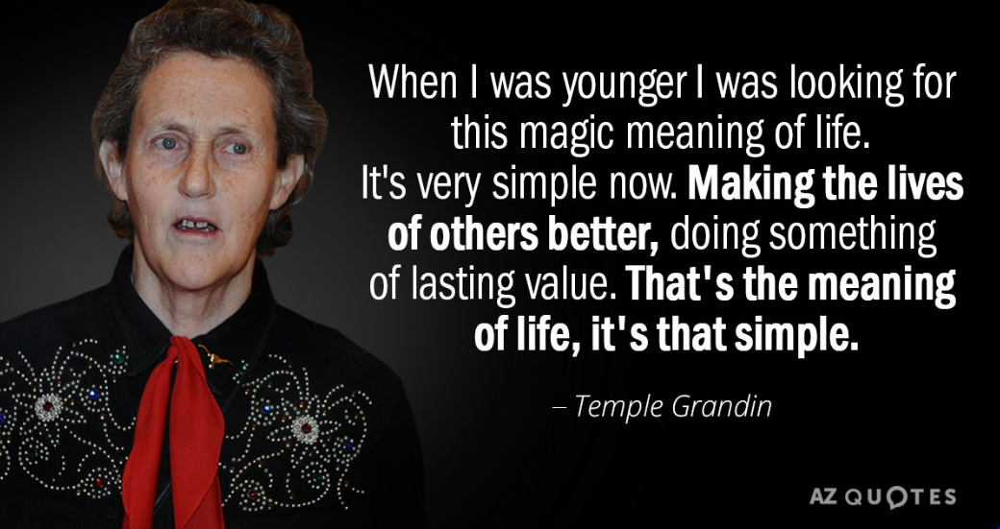 When I was younger I was looking for
this magic meaning of life.
It's very simple now. Making the lives
of others better, doing something
of lasting value. That's the meaning
of life, it's that simple.
– Temple Grandin
AZ QUOTES